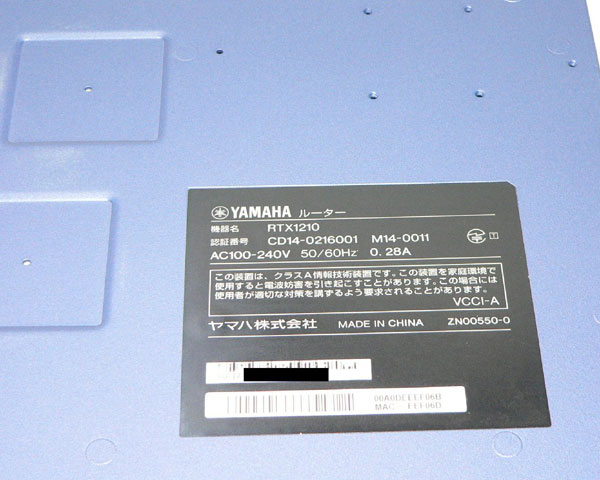 YAMAHA ルーター
機器名 RTX1210
認証番号 CD14-0216001 M14-0011 T
AC100-240V 50/60Hz 0.28A
この装置は、クラスA情報技術装置です。この装置を家庭環境で
使用すると電波妨害を引き起こすことがあります。この場合には
使用者が適切な対策を講ずるよう要求されることがあります。
VCCI-A
ヤマハ株式会社 MADE IN CHINA ZN00550-0
00A0DEEEF06B
MAC - EEF06D